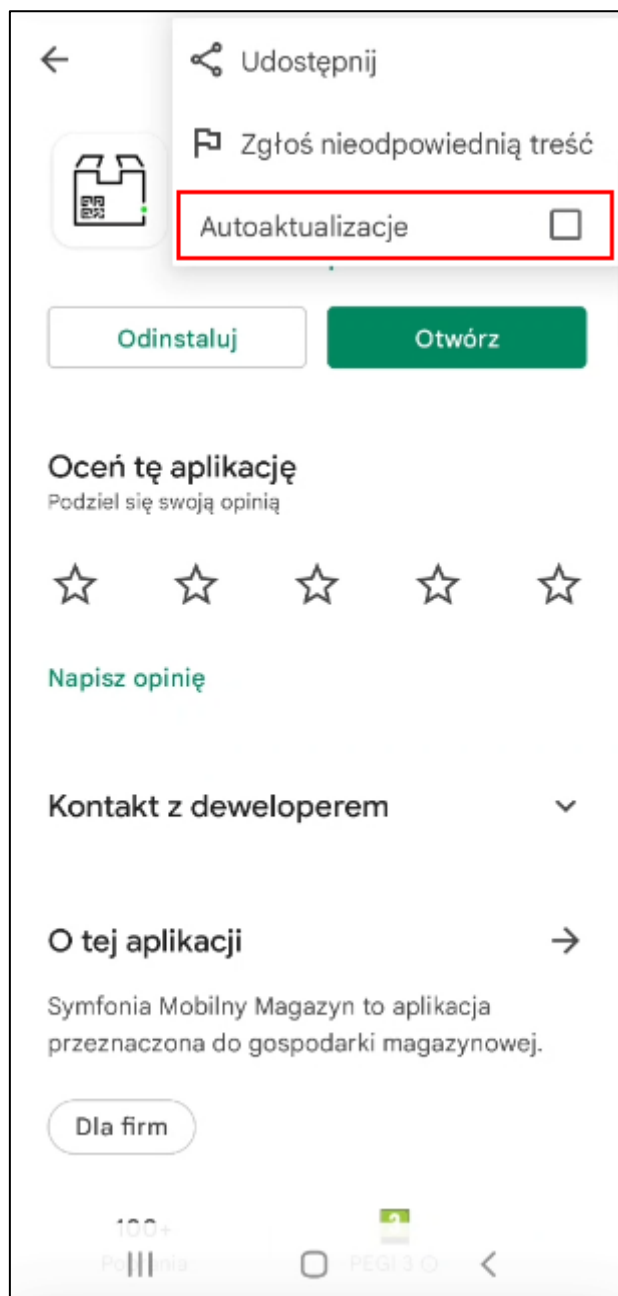 Udostępnij
Zgłoś nieodpowiednią treść
Autoaktualizacje
Odinstaluj
Otwórz
Oceń tę aplikację
Podziel się swoją opinią
Napisz opinię
Kontakt z deweloperem
O tej aplikacji
Symfonia Mobilny Magazyn to aplikacja
przeznaczona do gospodarki magazynowej.
Dla firm
100+
PEGI 3